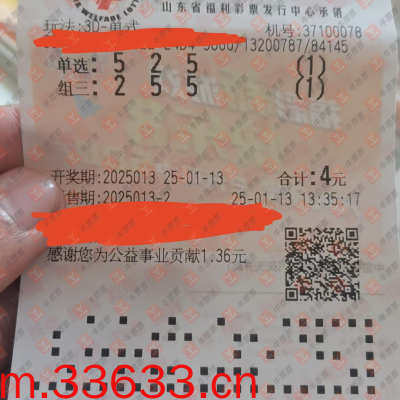 山东省福利彩票发行中心承销
玩法:3D-单式
机号:37100078
/13200787/84145
单选: 5 2 5 (1)
组三: 2 5 5 (1)
开奖期:2025013 25-01-13 合计:4元
售期:2025013-2 25-01-13 13:35:17
感谢您为公益事业贡献1.36元
m.33633.cn